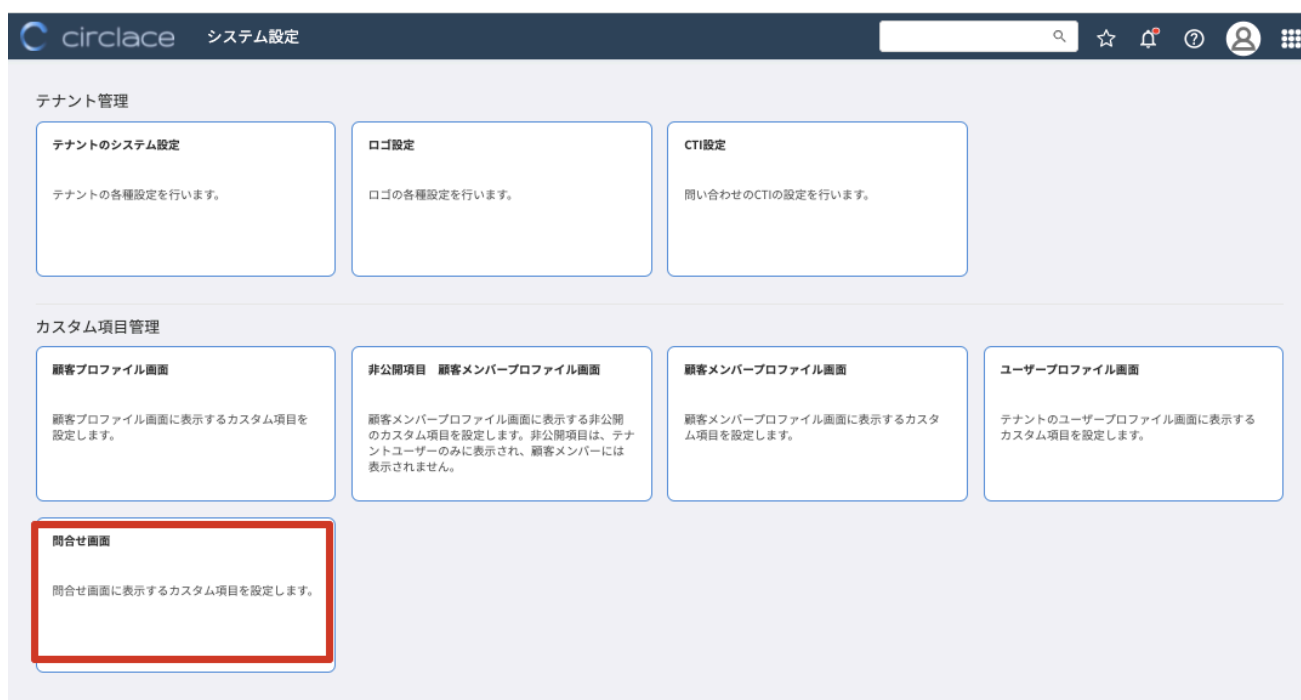 circlace システム設定
テナント管理
テナントのシステム設定
テナントの各種設定を行います。
ロゴ設定
ロゴの各種設定を行います。
CTI設定
問い合わせのCTIの設定を行います。
カスタム項目管理
顧客プロファイル画面
顧客プロファイル画面に表示するカスタム項目を
設定します。
非公開項目　顧客メンバープロファイル画面
顧客メンバープロファイル画面に表示する非公開
のカスタム項目を設定します。非公開項目は、テナ
ントユーザーのみに表示され、顧客メンバーには
表示されません。
顧客メンバープロファイル画面
顧客メンバープロファイル画面に表示するカスタ
ム項目を設定します。
ユーザープロファイル画面
テナントのユーザープロファイル画面に表示する
カスタム項目を設定します。
問合せ画面
問合せ画面に表示するカスタム項目を設定します。